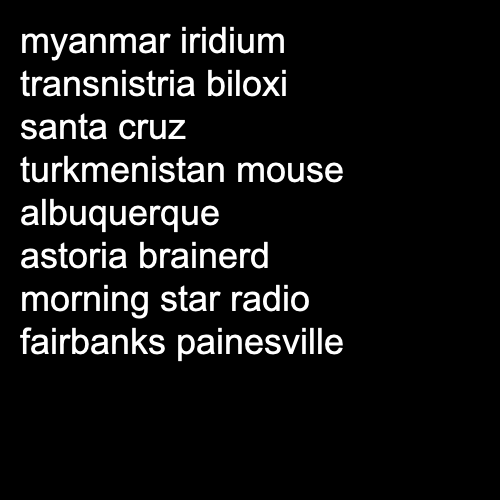 myanmar iridium
transnistria biloxi
santa cruz
turkmenistan mouse
albuquerque
astoria brainerd
morning star radio
fairbanks painesville